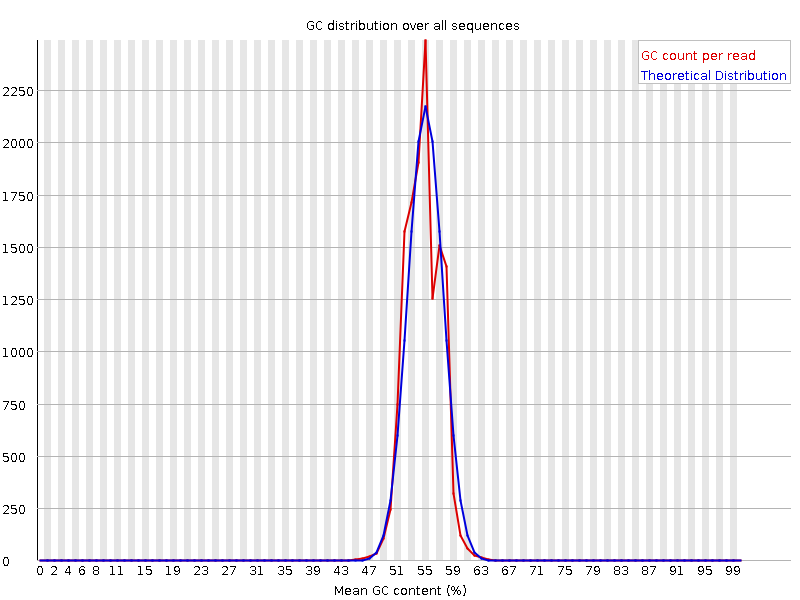 GC distribution over all sequences
GC count per read
Theoretical Distribution
2250
2000
1750
1500
1250
1000
750
500
250
0
0 2 4 6 8 11 15 19 23 27 31 35 39 43 47 51 55 59 63 67 71 75 79 83 87 91 95 99
Mean GC content (%)